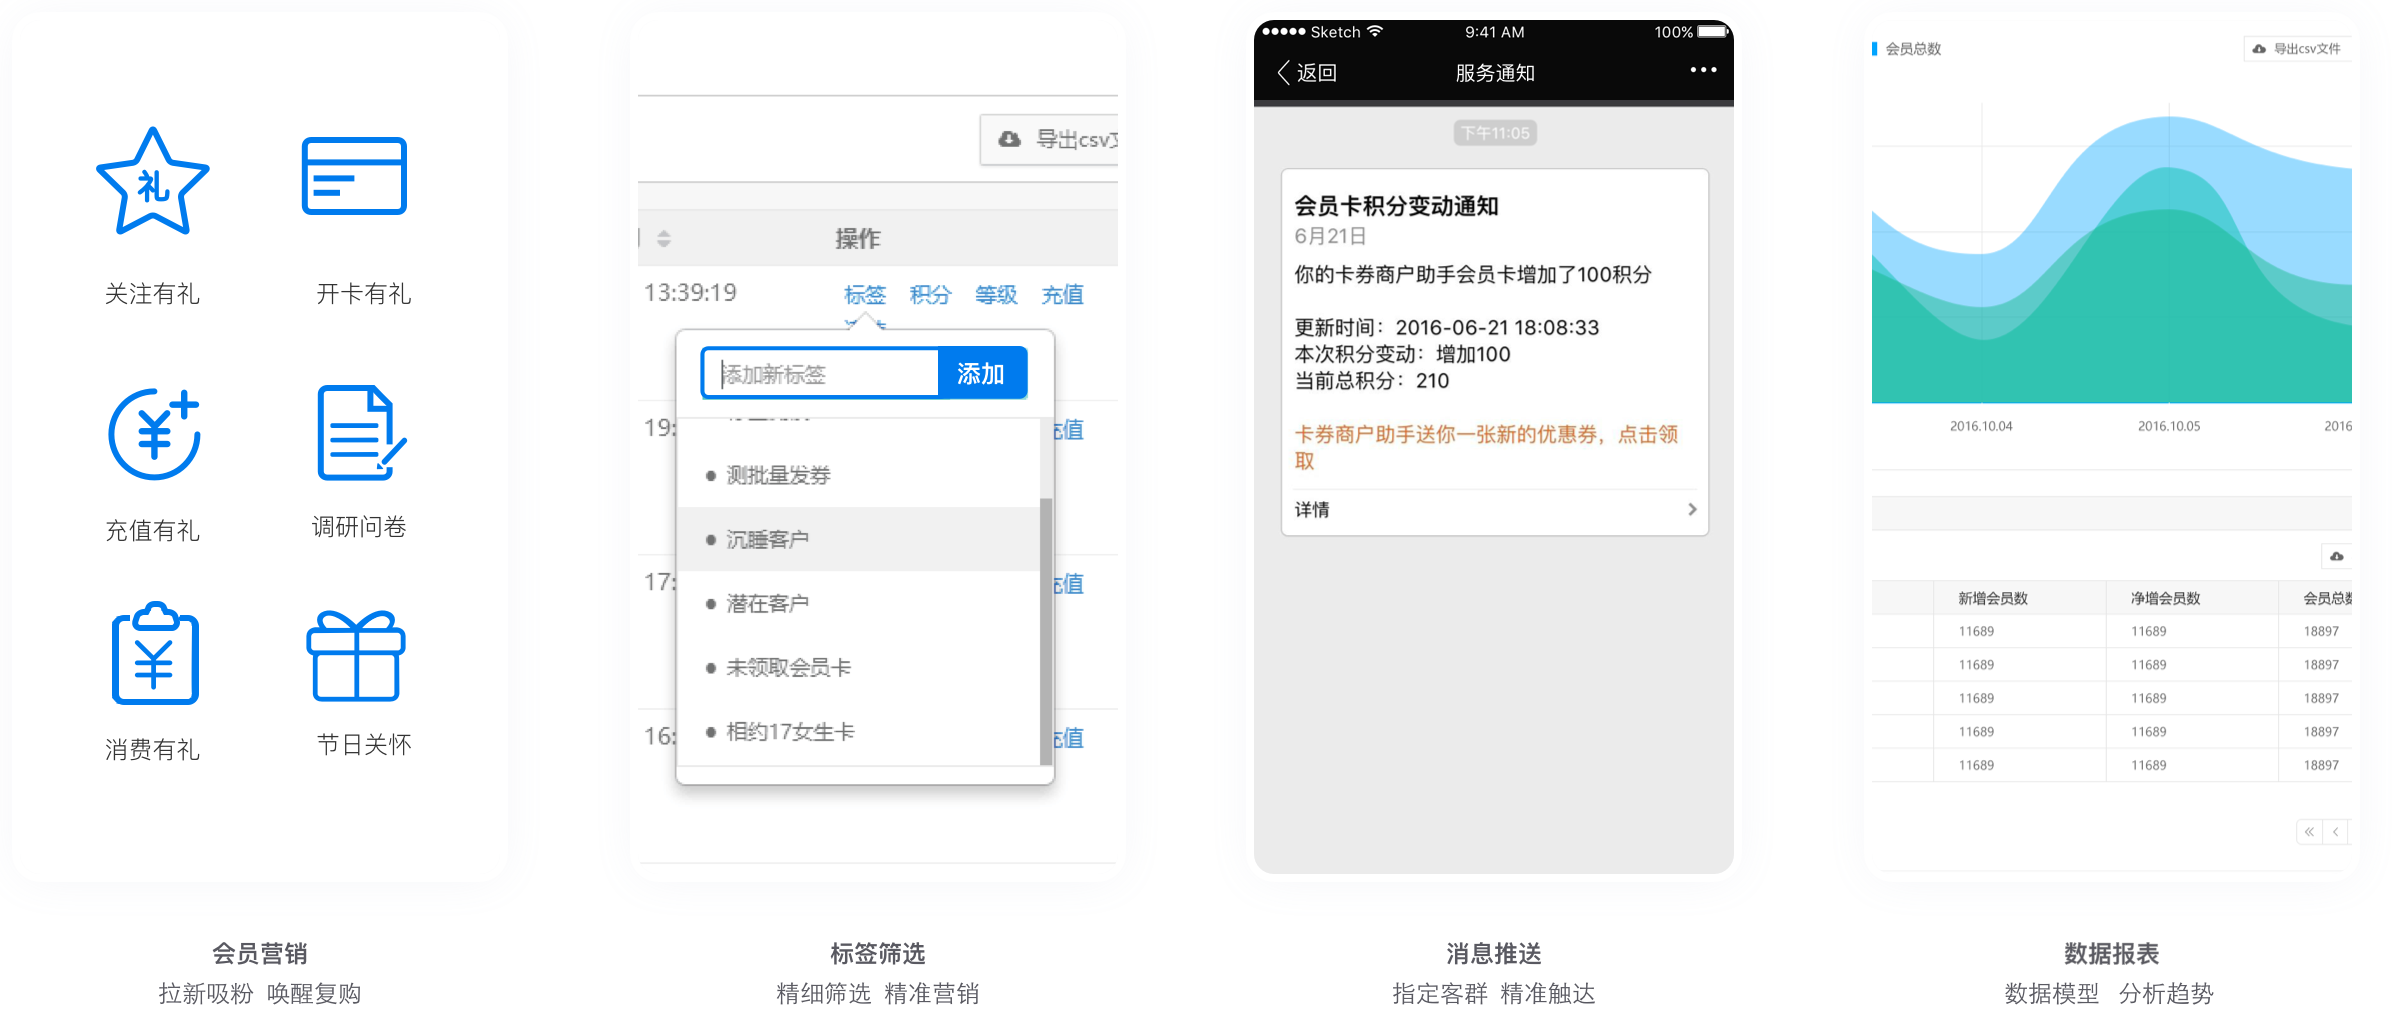 礼
关注有礼
开卡有礼
充值有礼
调研问卷
消费有礼
节日关怀
会员营销
拉新吸粉 唤醒复购
导出csv
操作
13:39:19
标签 积分 等级 充值
添加新标签
添加
19:
测批量发券
沉睡客户
17:
潜在客户
未领取会员卡
相约17女生卡
16:
标签筛选
精细筛选 精准营销
Sketch 9:41 AM 100%
返回 服务通知
下午11:05
会员卡积分变动通知
6月21日
你的卡券商户助手会员卡增加了100积分
更新时间：2016-06-21 18:08:33
本次积分变动：增加100
当前总积分：210
卡券商户助手送你一张新的优惠券，点击领
取
详情
消息推送
指定客群 精准触达
会员总数
导出csv文件
2016.10.04 2016.10.05 2016
新增会员数 净增会员数 会员总数
11689 11689 18897
11689 11689 18897
11689 11689 18897
11689 11689 18897
11689 11689 18897
数据报表
数据模型 分析趋势